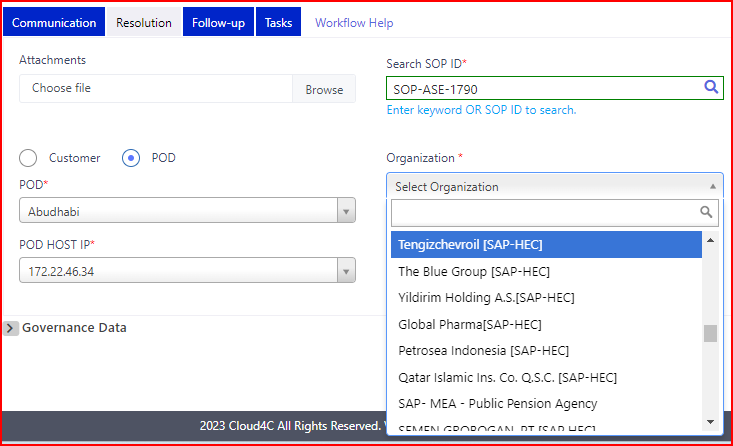 Communication Resolution Follow-up Tasks Workflow Help
Attachments
Choose file Browse
Search SOP ID*
SOP-ASE-1790
Enter keyword OR SOP ID to search.
Customer POD
POD*
Abudhabi
POD HOST IP*
172.22.46.34
Organization *
Select Organization
Tengizchevroil [SAP-HEC]
The Blue Group [SAP-HEC]
Yildirim Holding A.S.[SAP-HEC]
Global Pharma[SAP-HEC]
Petrosea Indonesia [SAP-HEC]
Qatar Islamic Ins. Co. Q.S.C. [SAP-HEC]
SAP- MEA - Public Pension Agency
Governance Data
2023 Cloud4C All Rights Reserved.